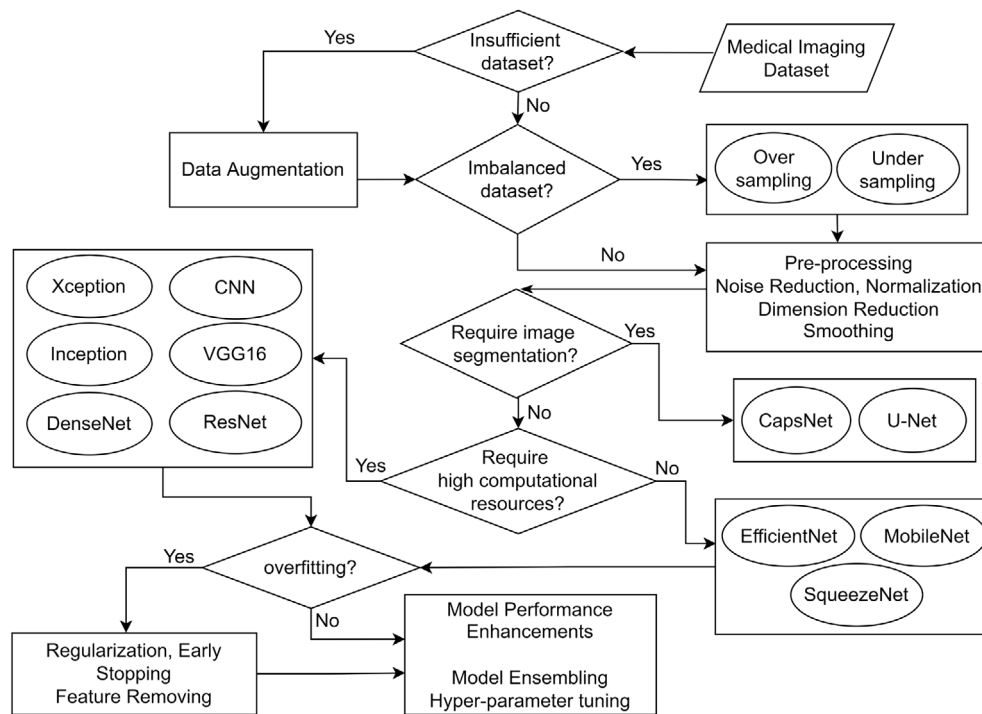 Yes
Insufficient
dataset?
Medical Imaging
Dataset
No
Data Augmentation
Imbalanced
dataset?
Yes
Over
sampling
Under
sampling
No
Pre-processing
Noise Reduction, Normalization
Dimension Reduction
Smoothing
Xception
CNN
Inception
VGG16
DenseNet
ResNet
Require image
segmentation?
Yes
CapsNet
U-Net
No
Yes
Require
high computational
resources?
No
EfficientNet
MobileNet
SqueezeNet
Yes
overfitting?
No
Regularization, Early
Stopping
Feature Removing
Model Performance
Enhancements
Model Ensembling
Hyper-parameter tuning